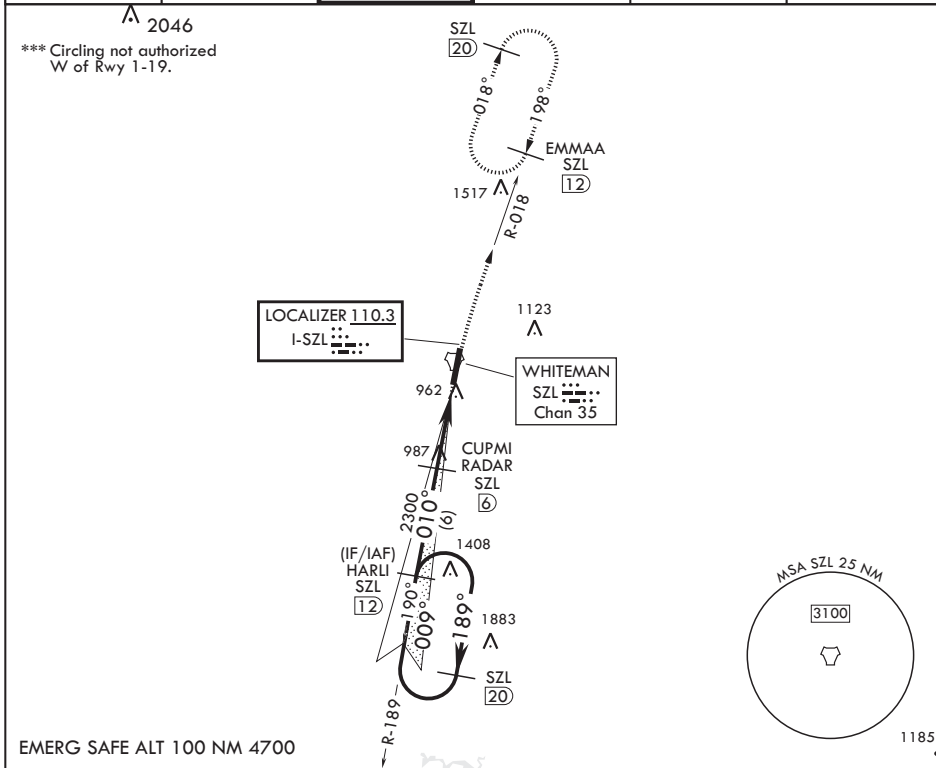 2046
*** Circling not authorized
W of Rwy 1-19.
SZL
20
018°
198°
EMMAA
SZL
12
1517
R-018
1123
LOCALIZER 110.3
I-SZL
WHITEMAN
SZL
Chan 35
962
987
CUPMI
RADAR
SZL
6
2300
010°
(6)
1408
(IF/IAF)
HARLI
SZL
12
190°
009°
189°
1883
SZL
20
R-189
MSA SZL 25 NM
3100
EMERG SAFE ALT 100 NM 4700
1185